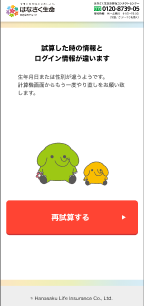 はなさく生命
0120-8739-05
試算した時の情報と
ログイン情報が違います
生年月日または性別が違うようです。
計算機画面からもう一度やり直しをお願い致
します。
再試算する
© Hanasaku Life Insurance Co., Ltd.